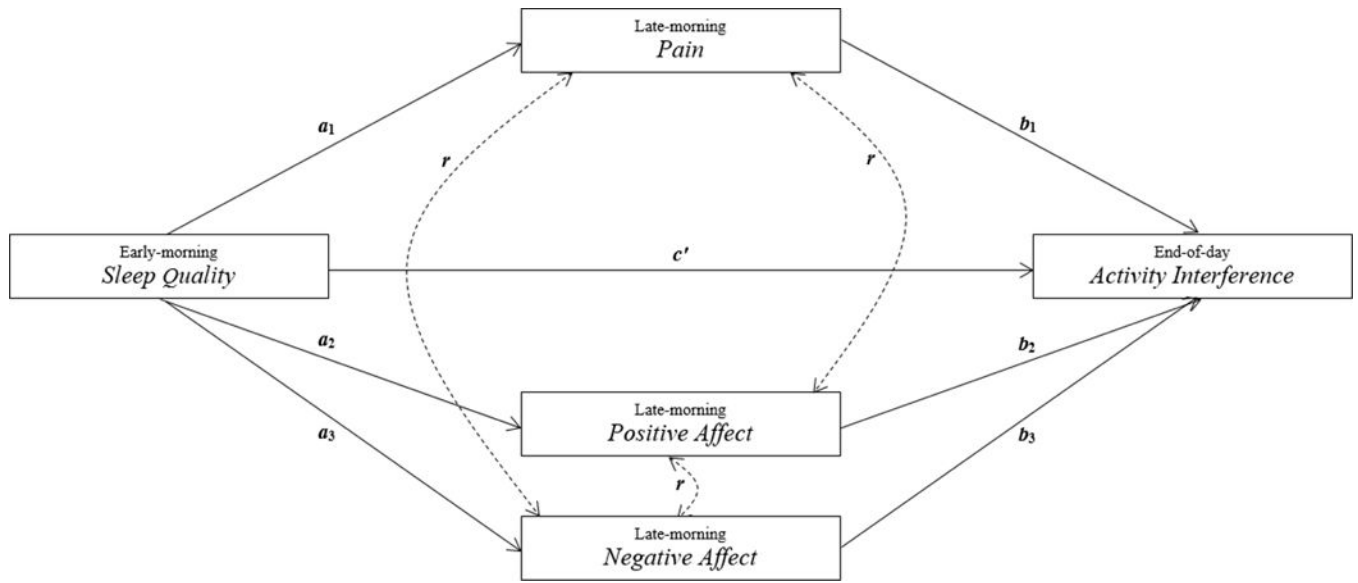 Late-morning
Pain
a₁
b₁
r
r
Early-morning
Sleep Quality
c'
End-of-day
Activity Interference
a₂
b₂
Late-morning
Positive Affect
a₃
b₃
r
Late-morning
Negative Affect